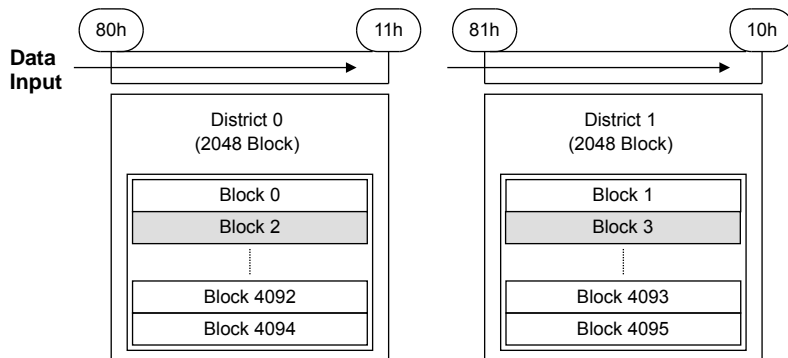 80h
11h
81h
10h
Data
Input
District 0
(2048 Block)
District 1
(2048 Block)
Block 0
Block 2
Block 4092
Block 4094
Block 1
Block 3
Block 4093
Block 4095